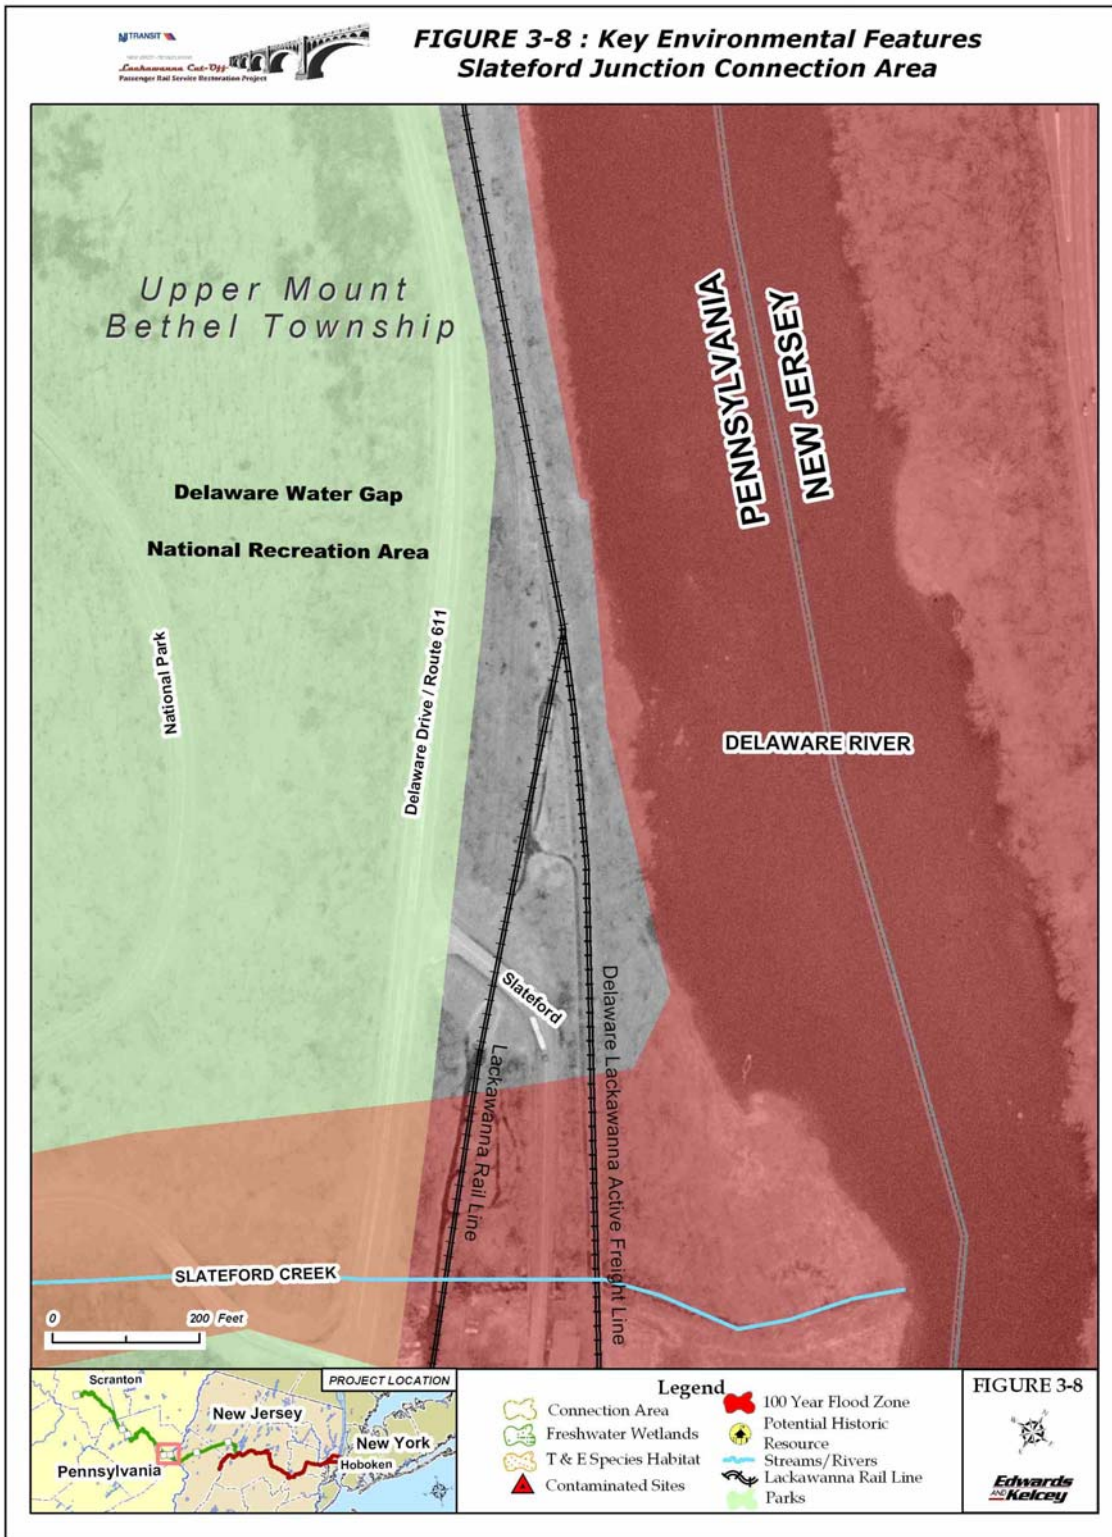 NJ TRANSIT
Lackawanna Cut-Off
Passenger Rail Service Restoration Project
FIGURE 3-8 : Key Environmental Features
Slateford Junction Connection Area
Upper Mount
Bethel Township
PENNSYLVANIA
NEW JERSEY
Delaware Water Gap
National Recreation Area
National Park
Delaware Drive / Route 611
DELAWARE RIVER
Slateford
Lackawanna Rail Line
Delaware Lackawanna Active Freight Line
SLATEFORD CREEK
0 200 Feet
PROJECT LOCATION
Scranton
New Jersey
New York
Hoboken
Pennsylvania
Legend
Connection Area
Freshwater Wetlands
T & E Species Habitat
Contaminated Sites
100 Year Flood Zone
Potential Historic
Resource
Streams/Rivers
Lackawanna Rail Line
Parks
FIGURE 3-8
Edwards
AND Kelcey